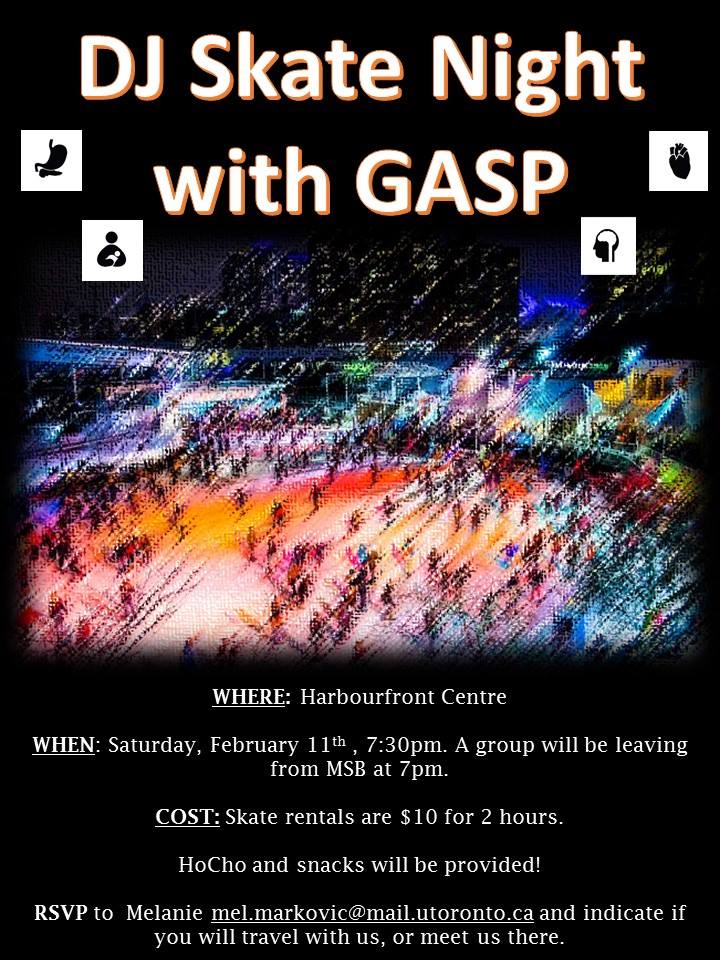 DJ Skate Night
with GASP
WHERE: Harbourfront Centre
WHEN: Saturday, February 11th , 7:30pm. A group will be leaving
from MSB at 7pm.
COST: Skate rentals are $10 for 2 hours.
HoCho and snacks will be provided!
RSVP to Melanie mel.markovic@mail.utoronto.ca and indicate if
you will travel with us, or meet us there.